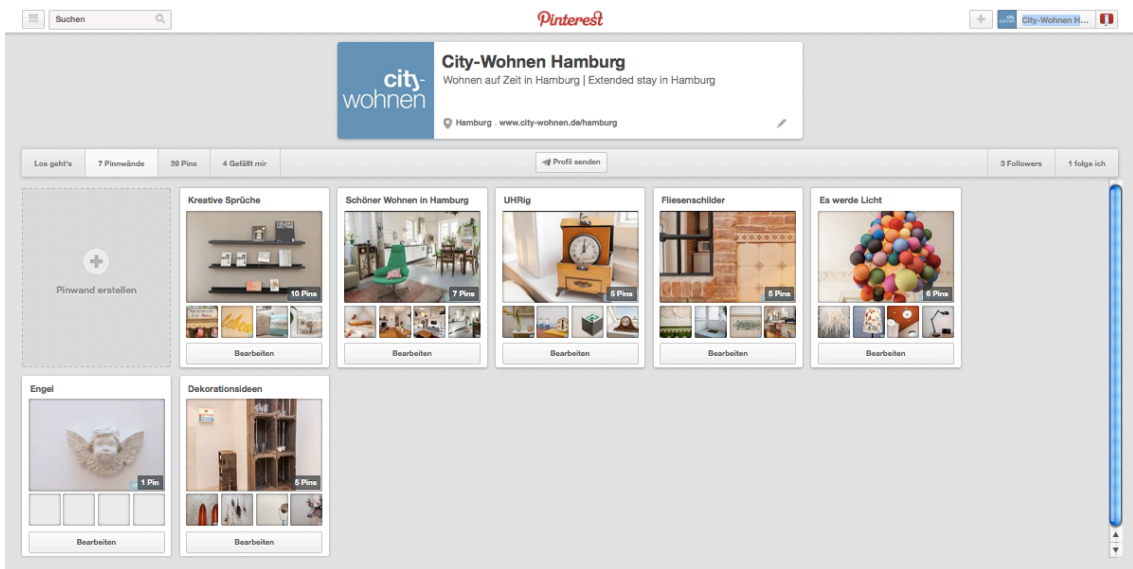 Suchen
Pinterest
City-Wohnen H...
city-
wohnen
City-Wohnen Hamburg
Wohnen auf Zeit in Hamburg | Extended stay in Hamburg
Hamburg . www.city-wohnen.de/hamburg
Los geht's
7 Pinnwände
39 Pins
4 Gefällt mir
Profil senden
3 Followers
1 folge ich
Pinwand erstellen
Kreative Sprüche
10 Pins
Bearbeiten
Schöner Wohnen in Hamburg
7 Pins
Bearbeiten
UHRig
5 Pins
Bearbeiten
Fliesenschilder
5 Pins
Bearbeiten
Es werde Licht
6 Pins
Bearbeiten
Engel
1 Pin
Bearbeiten
Dekorationsideen
5 Pins
Bearbeiten